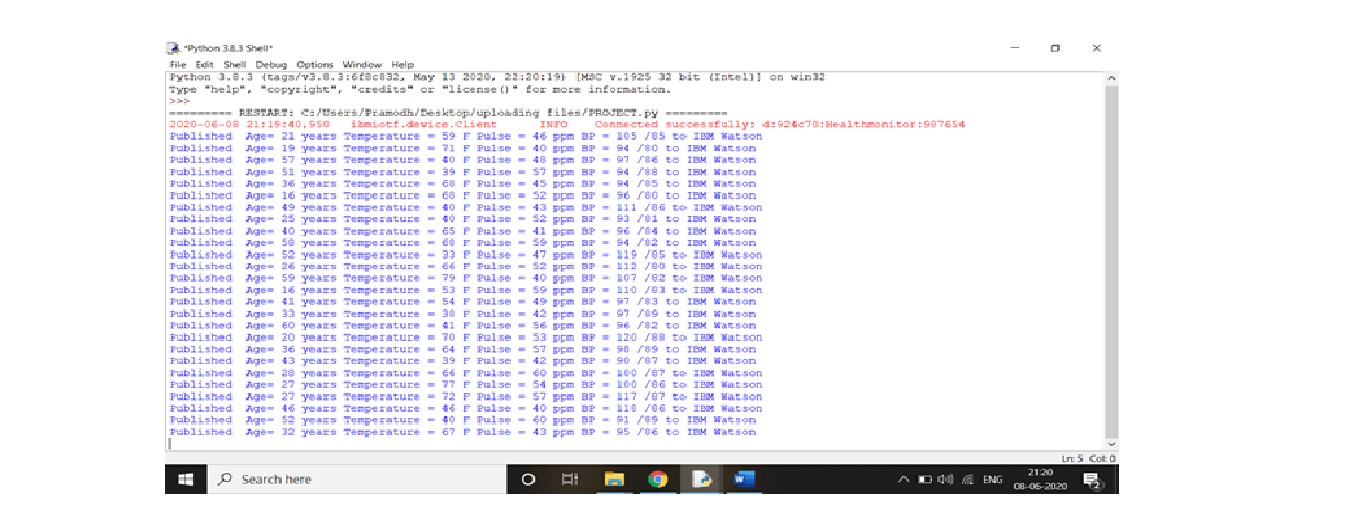 *Python 3.8.3 Shell*
File Edit Shell Debug Options Window Help
Python 3.8.3 (tags/v3.8.3:6f8c832, May 13 2020, 22:20:19) [MSC v.1925 32 bit (Intel)] on win32
Type "help", "copyright", "credits" or "license()" for more information.
>>>
========= RESTART: C:/Users/Pramodh/Desktop/uploading files/PROJECT.py =========
2020-06-08 21:19:40,950 ibmiotf.device.Client INFO Connected successfully: :Healthmonitor:987654
Published Age= 21 years Temperature = 59 F Pulse = 46 ppm BP = 105 /85 to IBM Watson
Published Age= 19 years Temperature = 71 F Pulse = 40 ppm BP = 94 /80 to IBM Watson
Published Age= 57 years Temperature = 40 F Pulse = 48 ppm BP = 97 /86 to IBM Watson
Published Age= 51 years Temperature = 39 F Pulse = 57 ppm BP = 94 /88 to IBM Watson
Published Age= 36 years Temperature = 68 F Pulse = 45 ppm BP = 94 /85 to IBM Watson
Published Age= 16 years Temperature = 68 F Pulse = 52 ppm BP = 96 /80 to IBM Watson
Published Age= 49 years Temperature = 40 F Pulse = 43 ppm BP = 111 /86 to IBM Watson
Published Age= 25 years Temperature = 40 F Pulse = 52 ppm BP = 93 /81 to IBM Watson
Published Age= 40 years Temperature = 65 F Pulse = 41 ppm BP = 96 /84 to IBM Watson
Published Age= 58 years Temperature = 68 F Pulse = 59 ppm BP = 94 /82 to IBM Watson
Published Age= 52 years Temperature = 33 F Pulse = 47 ppm BP = 119 /85 to IBM Watson
Published Age= 26 years Temperature = 66 F Pulse = 52 ppm BP = 112 /80 to IBM Watson
Published Age= 59 years Temperature = 79 F Pulse = 40 ppm BP = 107 /82 to IBM Watson
Published Age= 16 years Temperature = 53 F Pulse = 59 ppm BP = 110 /83 to IBM Watson
Published Age= 41 years Temperature = 54 F Pulse = 49 ppm BP = 97 /83 to IBM Watson
Published Age= 33 years Temperature = 38 F Pulse = 42 ppm BP = 97 /89 to IBM Watson
Published Age= 60 years Temperature = 41 F Pulse = 56 ppm BP = 96 /82 to IBM Watson
Published Age= 20 years Temperature = 70 F Pulse = 53 ppm BP = 120 /88 to IBM Watson
Published Age= 36 years Temperature = 64 F Pulse = 57 ppm BP = 98 /89 to IBM Watson
Published Age= 43 years Temperature = 39 F Pulse = 42 ppm BP = 90 /87 to IBM Watson
Published Age= 28 years Temperature = 66 F Pulse = 60 ppm BP = 100 /87 to IBM Watson
Published Age= 27 years Temperature = 77 F Pulse = 54 ppm BP = 100 /86 to IBM Watson
Published Age= 27 years Temperature = 72 F Pulse = 57 ppm BP = 117 /87 to IBM Watson
Published Age= 46 years Temperature = 46 F Pulse = 40 ppm BP = 118 /86 to IBM Watson
Published Age= 52 years Temperature = 40 F Pulse = 60 ppm BP = 91 /89 to IBM Watson
Published Age= 32 years Temperature = 67 F Pulse = 43 ppm BP = 95 /86 to IBM Watson
Ln: 5 Col: 0
Search here
W
ENG
21:20
08-06-2020
2